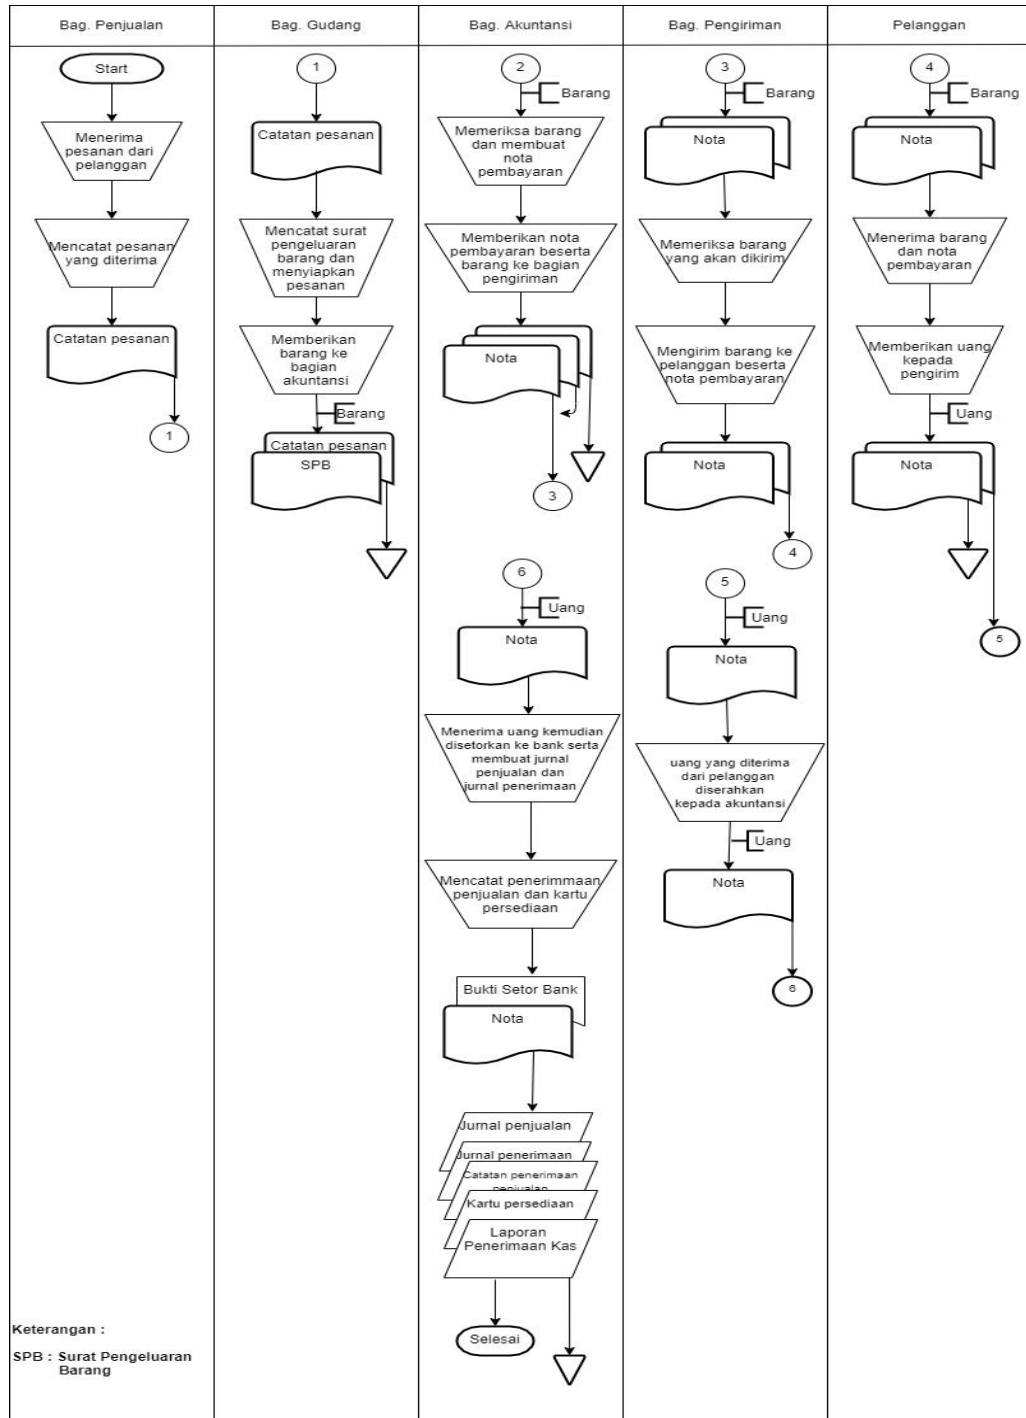 Bag. Penjualan
Bag. Gudang
Bag. Akuntansi
Bag. Pengiriman
Pelanggan
Start
Menerima
pesanan dari
pelanggan
Mencatat pesanan
yang diterima
Catatan pesanan
1
1
Catatan pesanan
Mencatat surat
pengeluaran
barang dan
menyiapkan
pesanan
Memberikan
barang ke
bagian
akuntansi
Barang
Catatan pesanan
SPB
2
Barang
Memeriksa barang
dan membuat
nota
pembayaran
Memberikan nota
pembayaran beserta
barang ke bagian
pengiriman
Nota
3
6
Uang
Nota
Menerima uang kemudian
disetorkan ke bank serta
membuat jurnal
penjualan dan
jurnal penerimaan
Mencatat penerimmaan
penjualan dan kartu
persediaan
Bukti Setor Bank
Nota
Jurnal penjualan
Jurnal penerimaan
Catatan penerimaan
penjualan
Kartu persediaan
Laporan
Penerimaan Kas
Selesai
3
Barang
Nota
Memeriksa barang
yang akan dikirim
Mengirim barang ke
pelanggan beserta
nota pembayaran
Nota
4
5
Uang
Nota
uang yang diterima
dari pelanggan
diserahkan
kepada akuntansi
Uang
Nota
6
4
Barang
Nota
Menerima barang
dan nota
pembayaran
Memberikan uang
kepada
pengirim
Uang
Nota
5
Keterangan :
SPB : Surat Pengeluaran
Barang